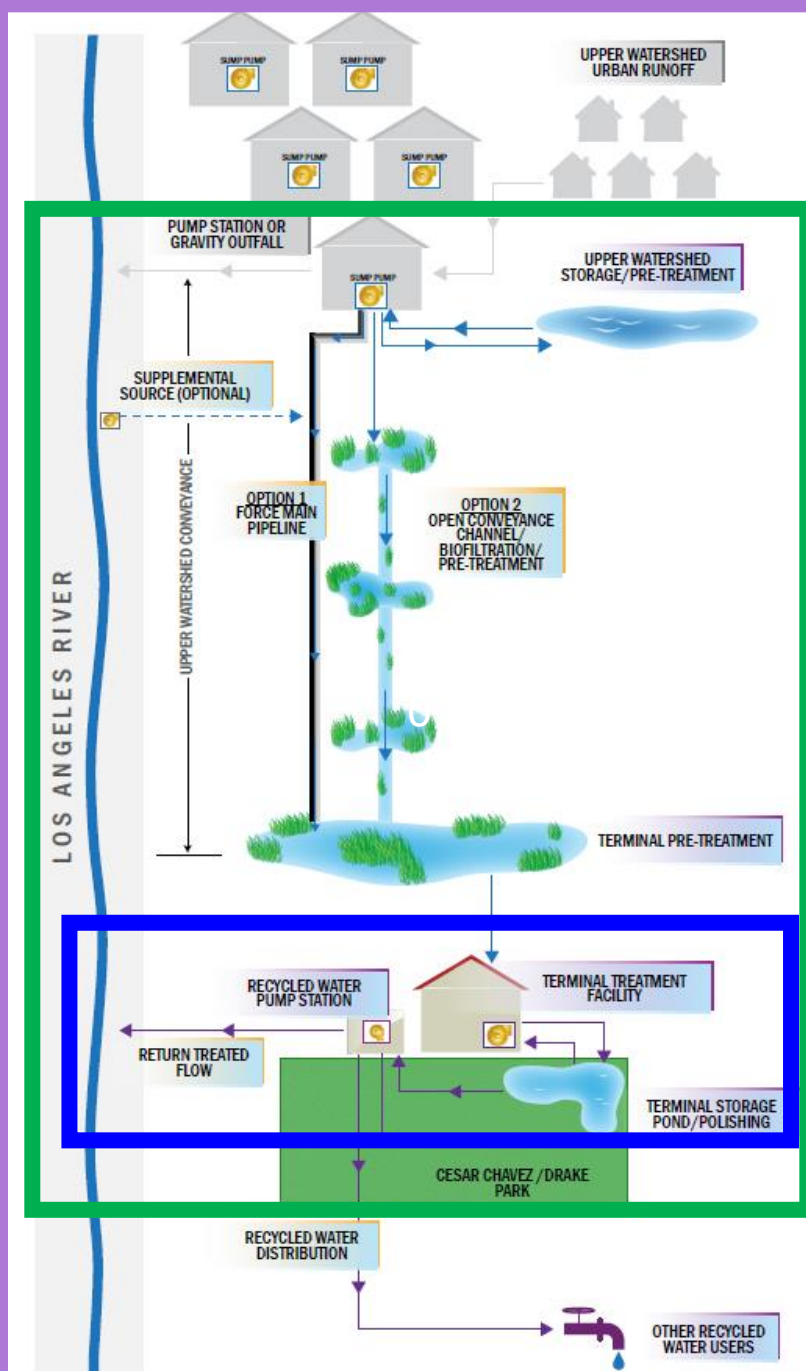 SUMP PUMP
SUMP PUMP
UPPER WATERSHED
URBAN RUNOFF
SUMP PUMP
SUMP PUMP
PUMP STATION OR
GRAVITY OUTFALL
SUMP PUMP
UPPER WATERSHED
STORAGE/PRE-TREATMENT
SUPPLEMENTAL
SOURCE (OPTIONAL)
UPPER WATERSHED CONVEYANCE
OPTION 1
FORCE MAIN
PIPELINE
OPTION 2
OPEN CONVEYANCE
CHANNEL/
BIOFILTRATION/
PRE-TREATMENT
LOS ANGELES RIVER
TERMINAL PRE-TREATMENT
RECYCLED WATER
PUMP STATION
TERMINAL TREATMENT
FACILITY
RETURN TREATED
FLOW
TERMINAL STORAGE
POND/POLISHING
CESAR CHAVEZ /DRAKE
PARK
RECYCLED WATER
DISTRIBUTION
OTHER RECYCLED
WATER USERS